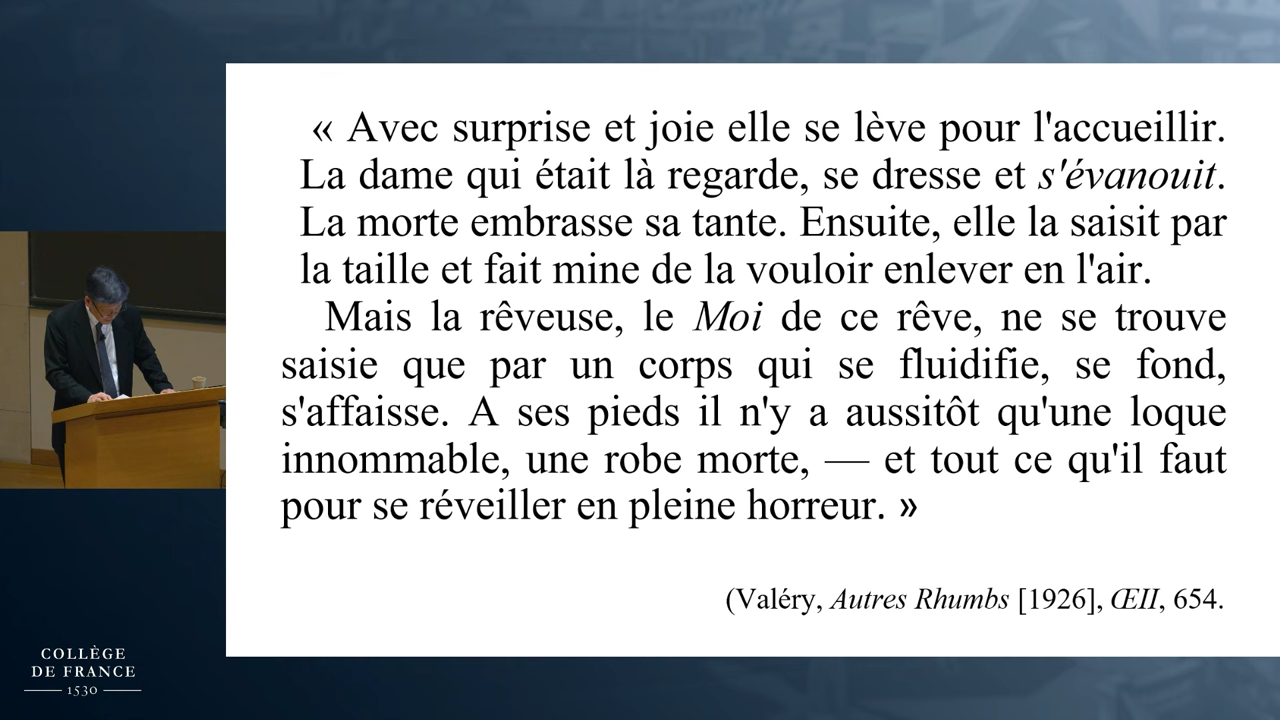 « Avec surprise et joie elle se lève pour l'accueillir.
La dame qui était là regarde, se dresse et s'évanouit.
La morte embrasse sa tante. Ensuite, elle la saisit par
la taille et fait mine de la vouloir enlever en l'air.
Mais la rêveuse, le Moi de ce rêve, ne se trouve
saisie que par un corps qui se fluidifie, se fond,
s'affaisse. A ses pieds il n'y a aussitôt qu'une loque
innommable, une robe morte, — et tout ce qu'il faut
pour se réveiller en pleine horreur. »
(Valéry, Autres Rhumbs [1926], ŒII, 654.
COLLÈGE
DE FRANCE
1530